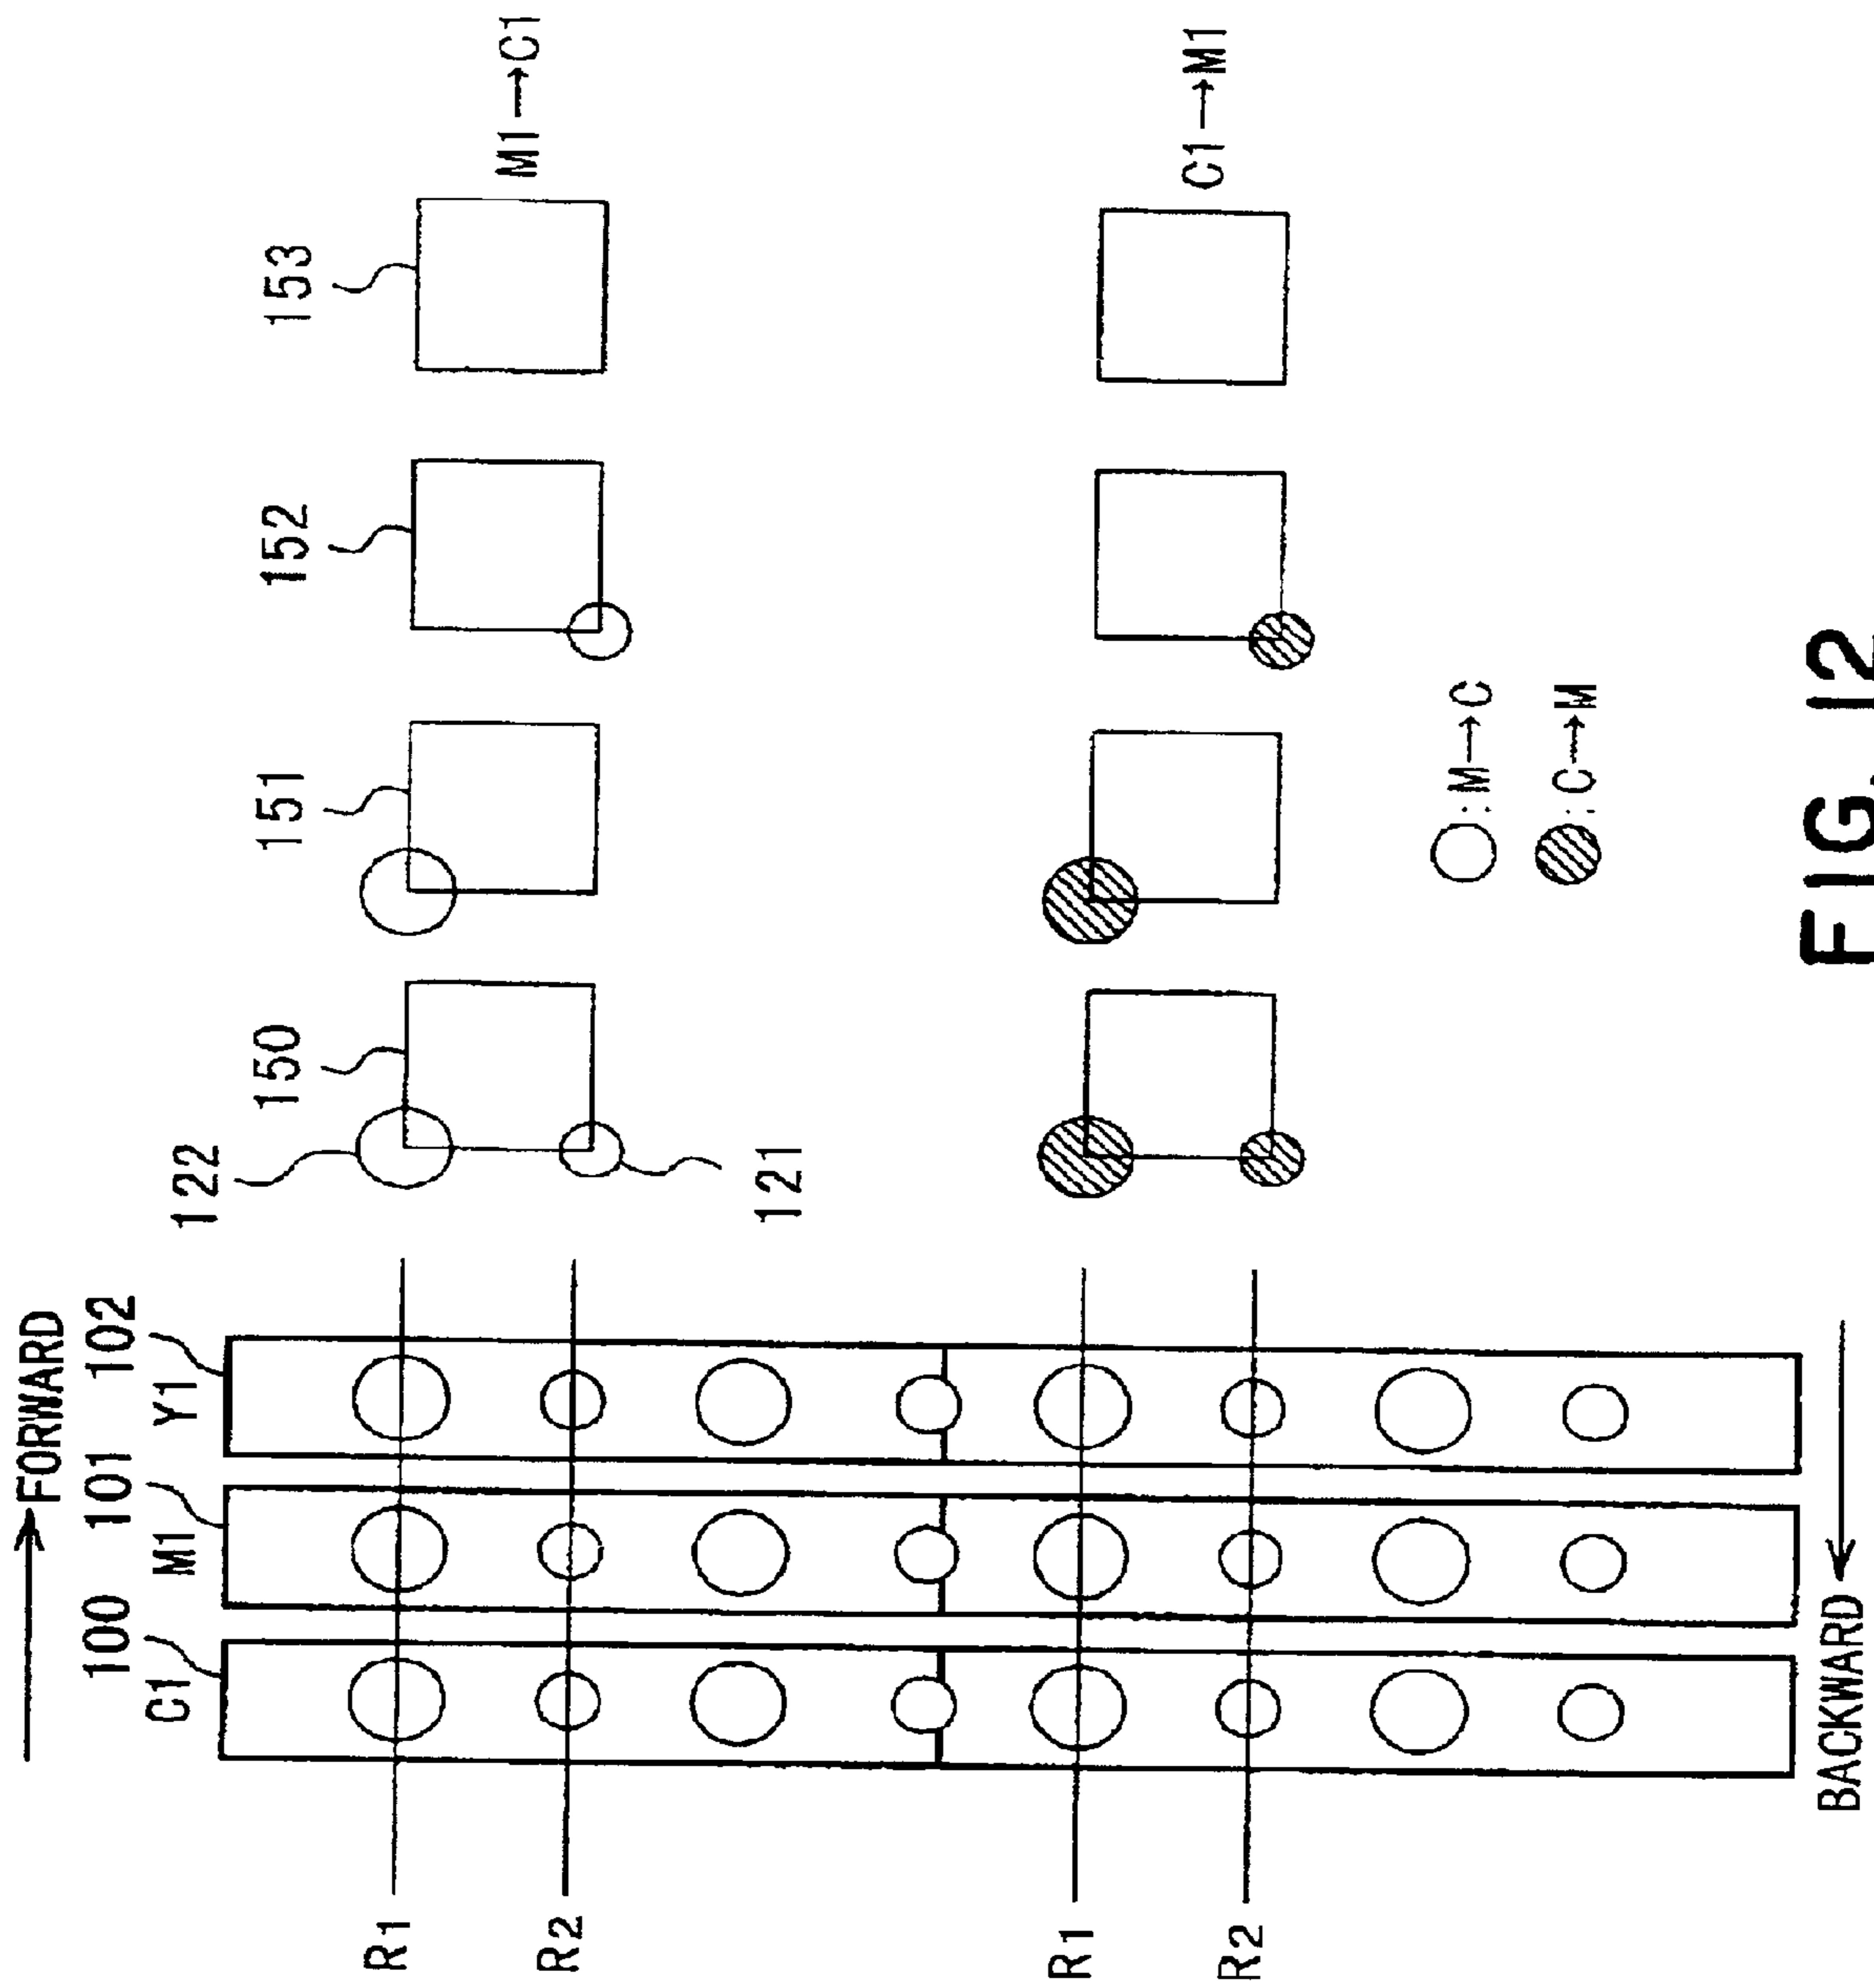 FORWARD
100
101
102
C1
M1
Y1
R1
R2
R1
R2
BACKWARD
122
121
150
151
152
153
M1→C1
C1→M1
:M→C
:C→M
FIG. 12